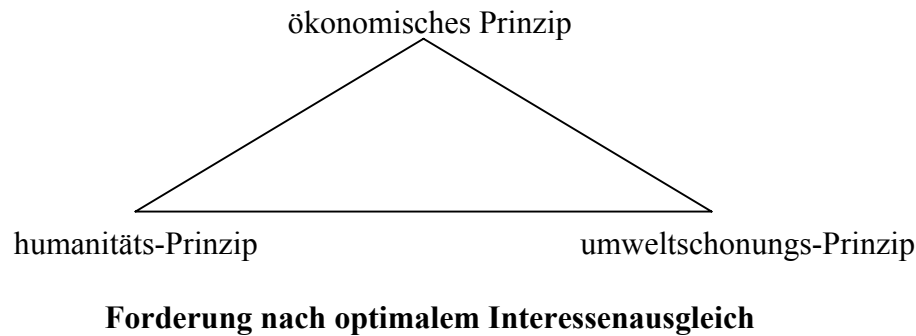 ökonomisches Prinzip
humanitäts-Prinzip
umweltschonungs-Prinzip
Forderung nach optimalem Interessenausgleich